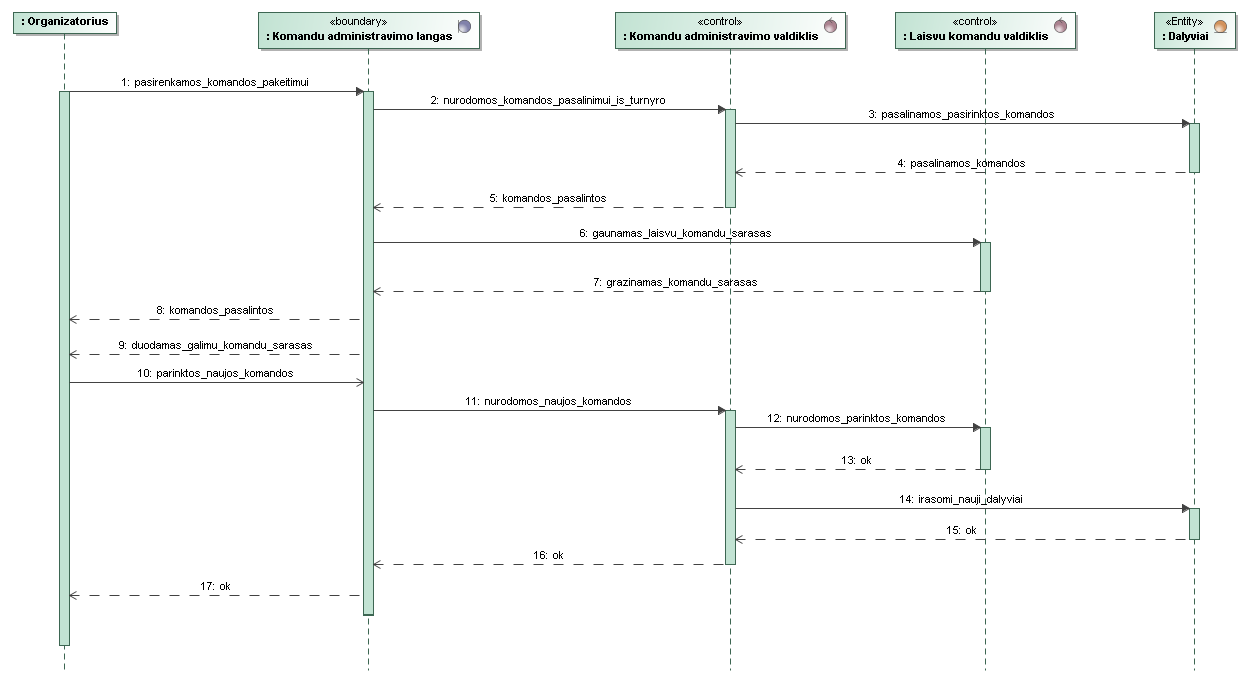 : Organizatorius
«boundary»
: Komandu administravimo langas
«control»
: Komandu administravimo valdiklis
«control»
: Laisvu komandu valdiklis
«Entity»
: Dalyviai
1: pasirenkamos_komandos_pakeitimui
2: nurodomos_komandos_pasalinimui_is_turnyro
3: pasalinamos_pasirinktos_komandos
4: pasalinamos_komandos
5: komandos_pasalintos
6: gaunamas_laisvu_komandu_sarasas
7: grazinamas_komandu_sarasas
8: komandos_pasalintos
9: duodamas_galimu_komandu_sarasas
10: parinktos_naujos_komandos
11: nurodomos_naujos_komandos
12: nurodomos_parinktos_komandos
13: ok
14: irasomi_nauji_dalyviai
15: ok
16: ok
17: ok